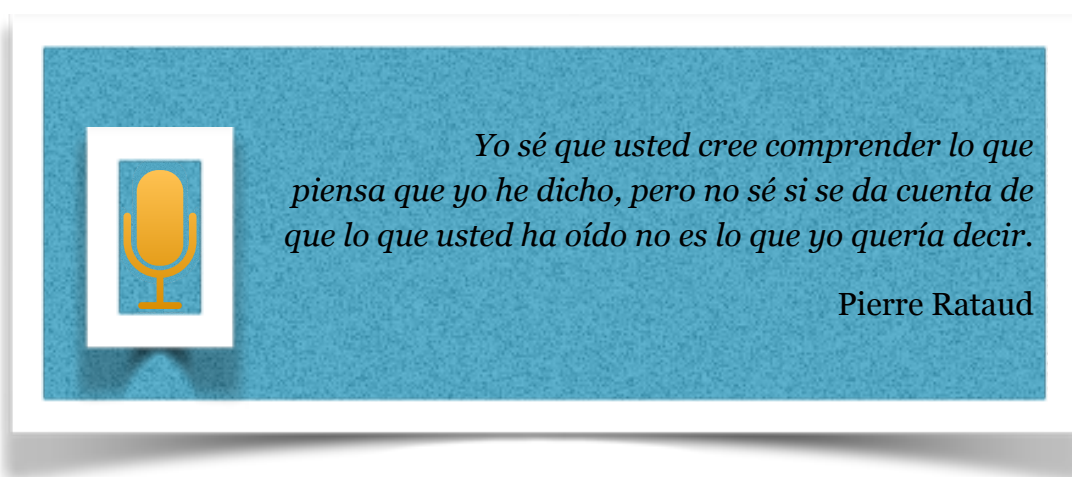 Yo sé que usted cree comprender lo que
piensa que yo he dicho, pero no sé si se da cuenta de
que lo que usted ha oído no es lo que yo quería decir.
Pierre Rataud